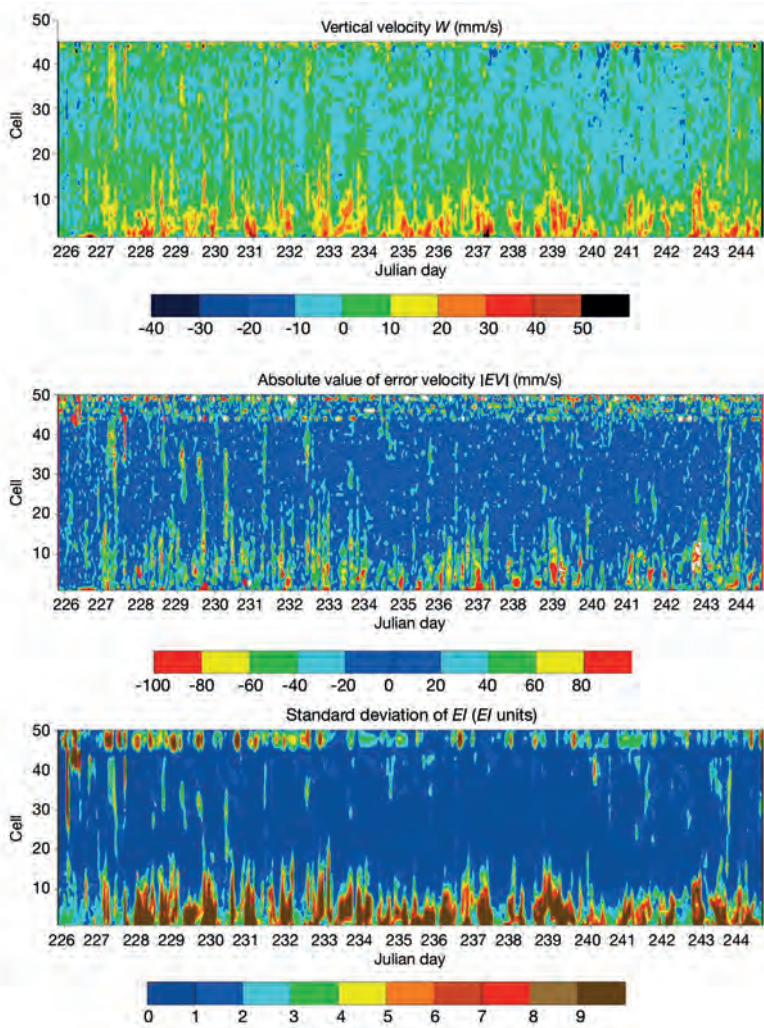 Vertical velocity W (mm/s)
50
40
30
20
10
Cell
226 227 228 229 230 231 232 233 234 235 236 237 238 239 240 241 242 243 244
Julian day
-40 -30 -20 -10 0 10 20 30 40 50
Absolute value of error velocity |EV| (mm/s)
50
40
30
20
10
Cell
226 227 228 229 230 231 232 233 234 235 236 237 238 239 240 241 242 243 244
Julian day
-100 -80 -60 -40 -20 0 20 40 60 80
Standard deviation of EI (EI units)
50
40
30
20
10
Cell
226 227 228 229 230 231 232 233 234 235 236 237 238 239 240 241 242 243 244
Julian day
0 1 2 3 4 5 6 7 8 9